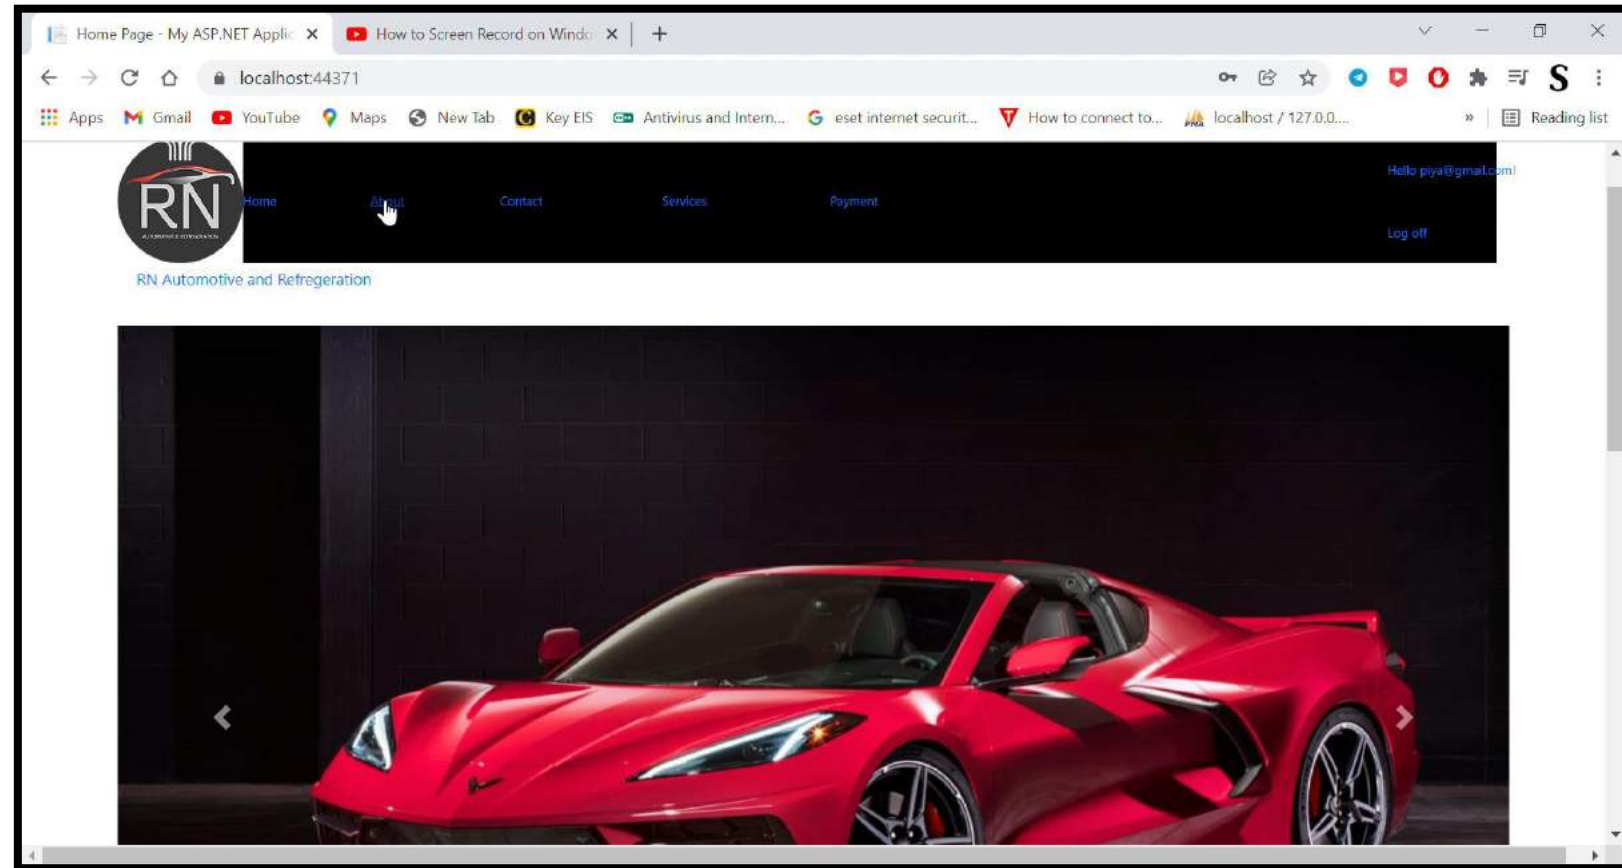 Home Page - My ASP.NET Applic
How to Screen Record on Windo
localhost:44371
Apps Gmail YouTube Maps New Tab Key EIS Antivirus and Intern... eset internet securit... How to connect to... localhost / 127.0.0.... » Reading list
Hello piya@gmail.com!
RN
Home About Contact Services Payment
Log off
RN Automotive and Refregeration